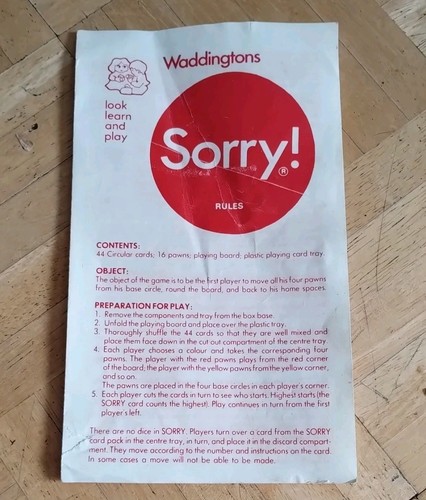 Waddingtons
look
learn
and
play
Sorry!
®
RULES
CONTENTS:
44 Circular cards; 16 pawns; playing board; plastic playing card tray.
OBJECT:
The object of the game is to be the first player to move all his four pawns
from his base circle, round the board, and back to his home spaces.
PREPARATION FOR PLAY:
1. Remove the components and tray from the box base.
2. Unfold the playing board and place over the plastic tray.
3. Thoroughly shuffle the 44 cards so that they are well mixed and
place them face down in the cut out compartment of the centre tray.
4. Each player chooses a colour and takes the corresponding four
pawns. The player with the red pawns plays from the red corner
of the board, the player with the yellow pawns from the yellow corner,
and so on.
The pawns are placed in the four base circles in each player's corner.
5. Each player cuts the cards in turn to see who starts. Highest starts (the
SORRY card counts the highest). Play continues in turn from the first
player's left.
There are no dice in SORRY. Players turn over a card from the SORRY
card pack in the centre tray, in turn, and place it in the discard compart-
ment. They move according to the number and instructions on the card.
In some cases a move will not be able to be made.